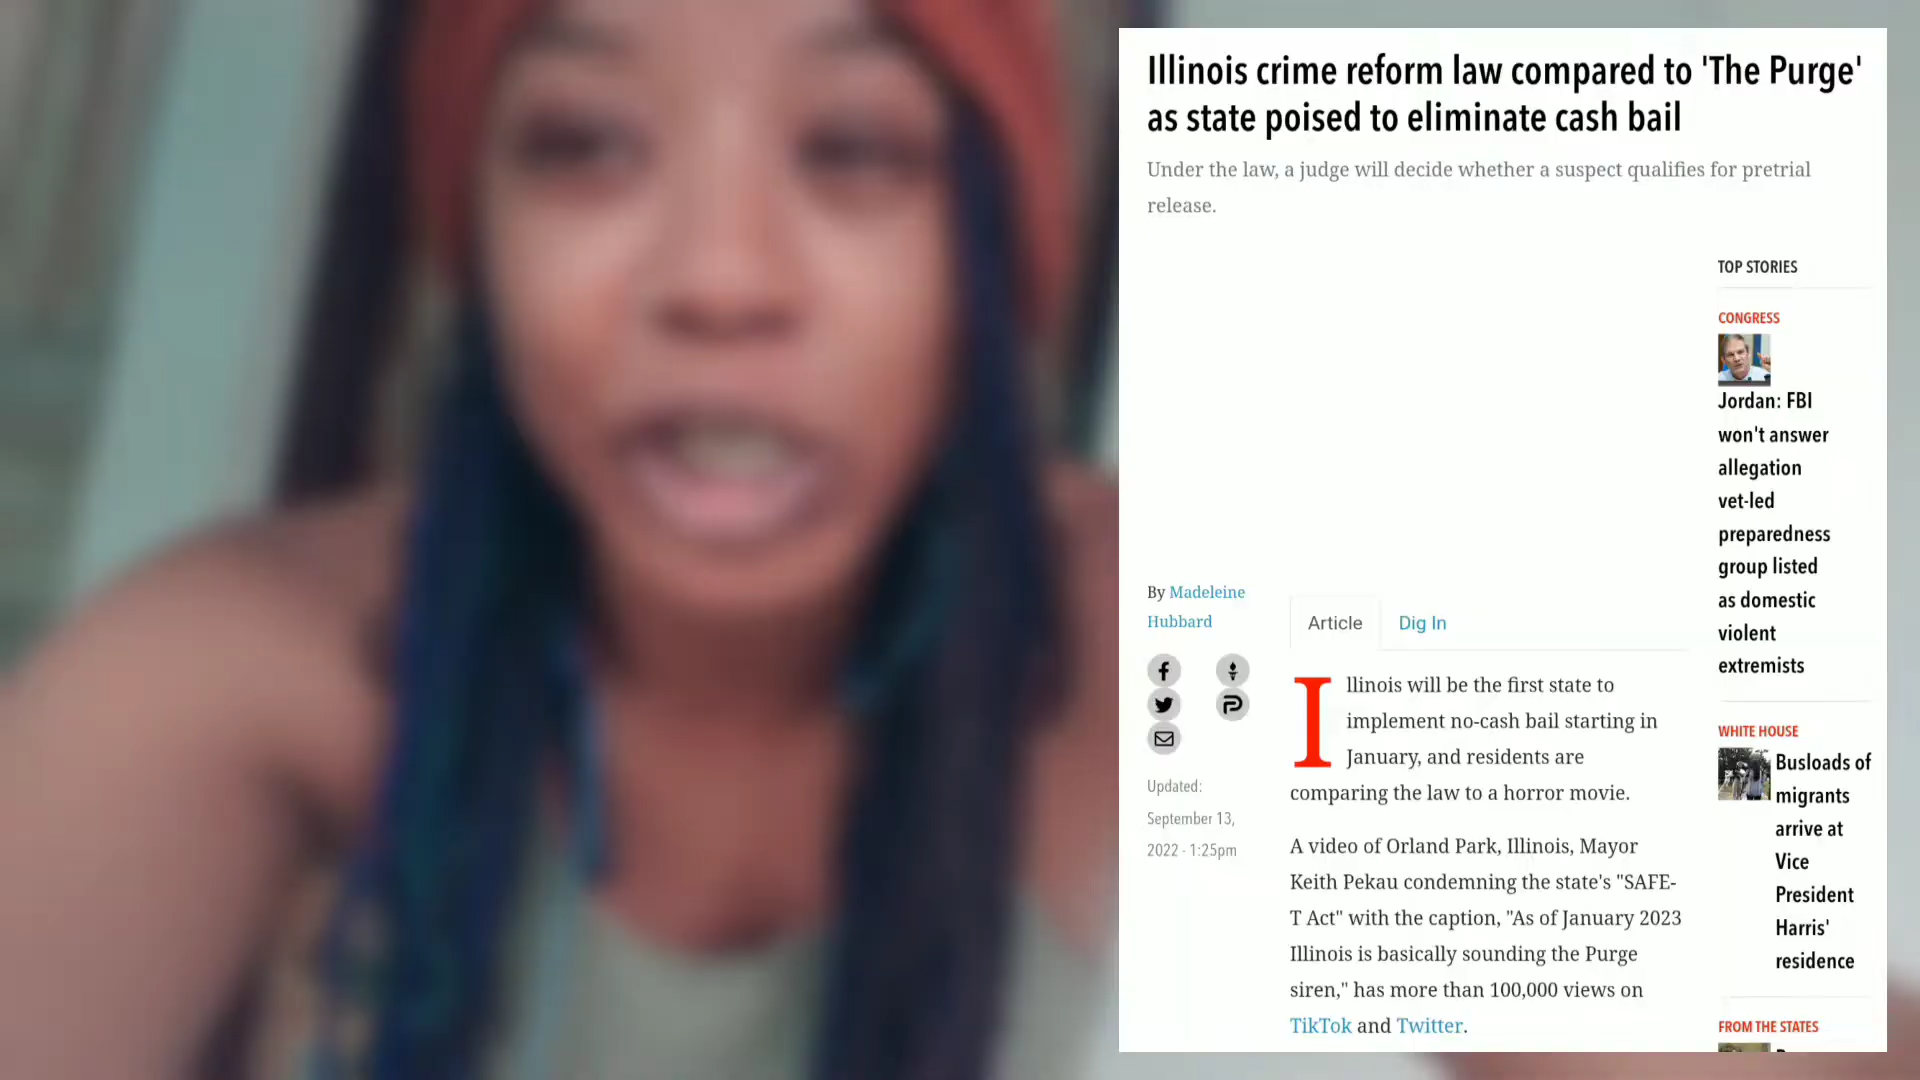 Illinois crime reform law compared to 'The Purge'
as state poised to eliminate cash bail
Under the law, a judge will decide whether a suspect qualifies for pretrial
release.
By Madeleine
Hubbard
Updated:
September 13,
2022 - 1:25pm
Article
Dig In
Illinois will be the first state to
implement no-cash bail starting in
January, and residents are
comparing the law to a horror movie.
A video of Orland Park, Illinois, Mayor
Keith Pekau condemning the state's "SAFE-
T Act" with the caption, "As of January 2023
Illinois is basically sounding the Purge
siren," has more than 100,000 views on
TikTok and Twitter.
TOP STORIES
CONGRESS
Jordan: FBI
won't answer
allegation
vet-led
preparedness
group listed
as domestic
violent
extremists
WHITE HOUSE
Busloads of
migrants
arrive at
Vice
President
Harris'
residence
FROM THE STATES